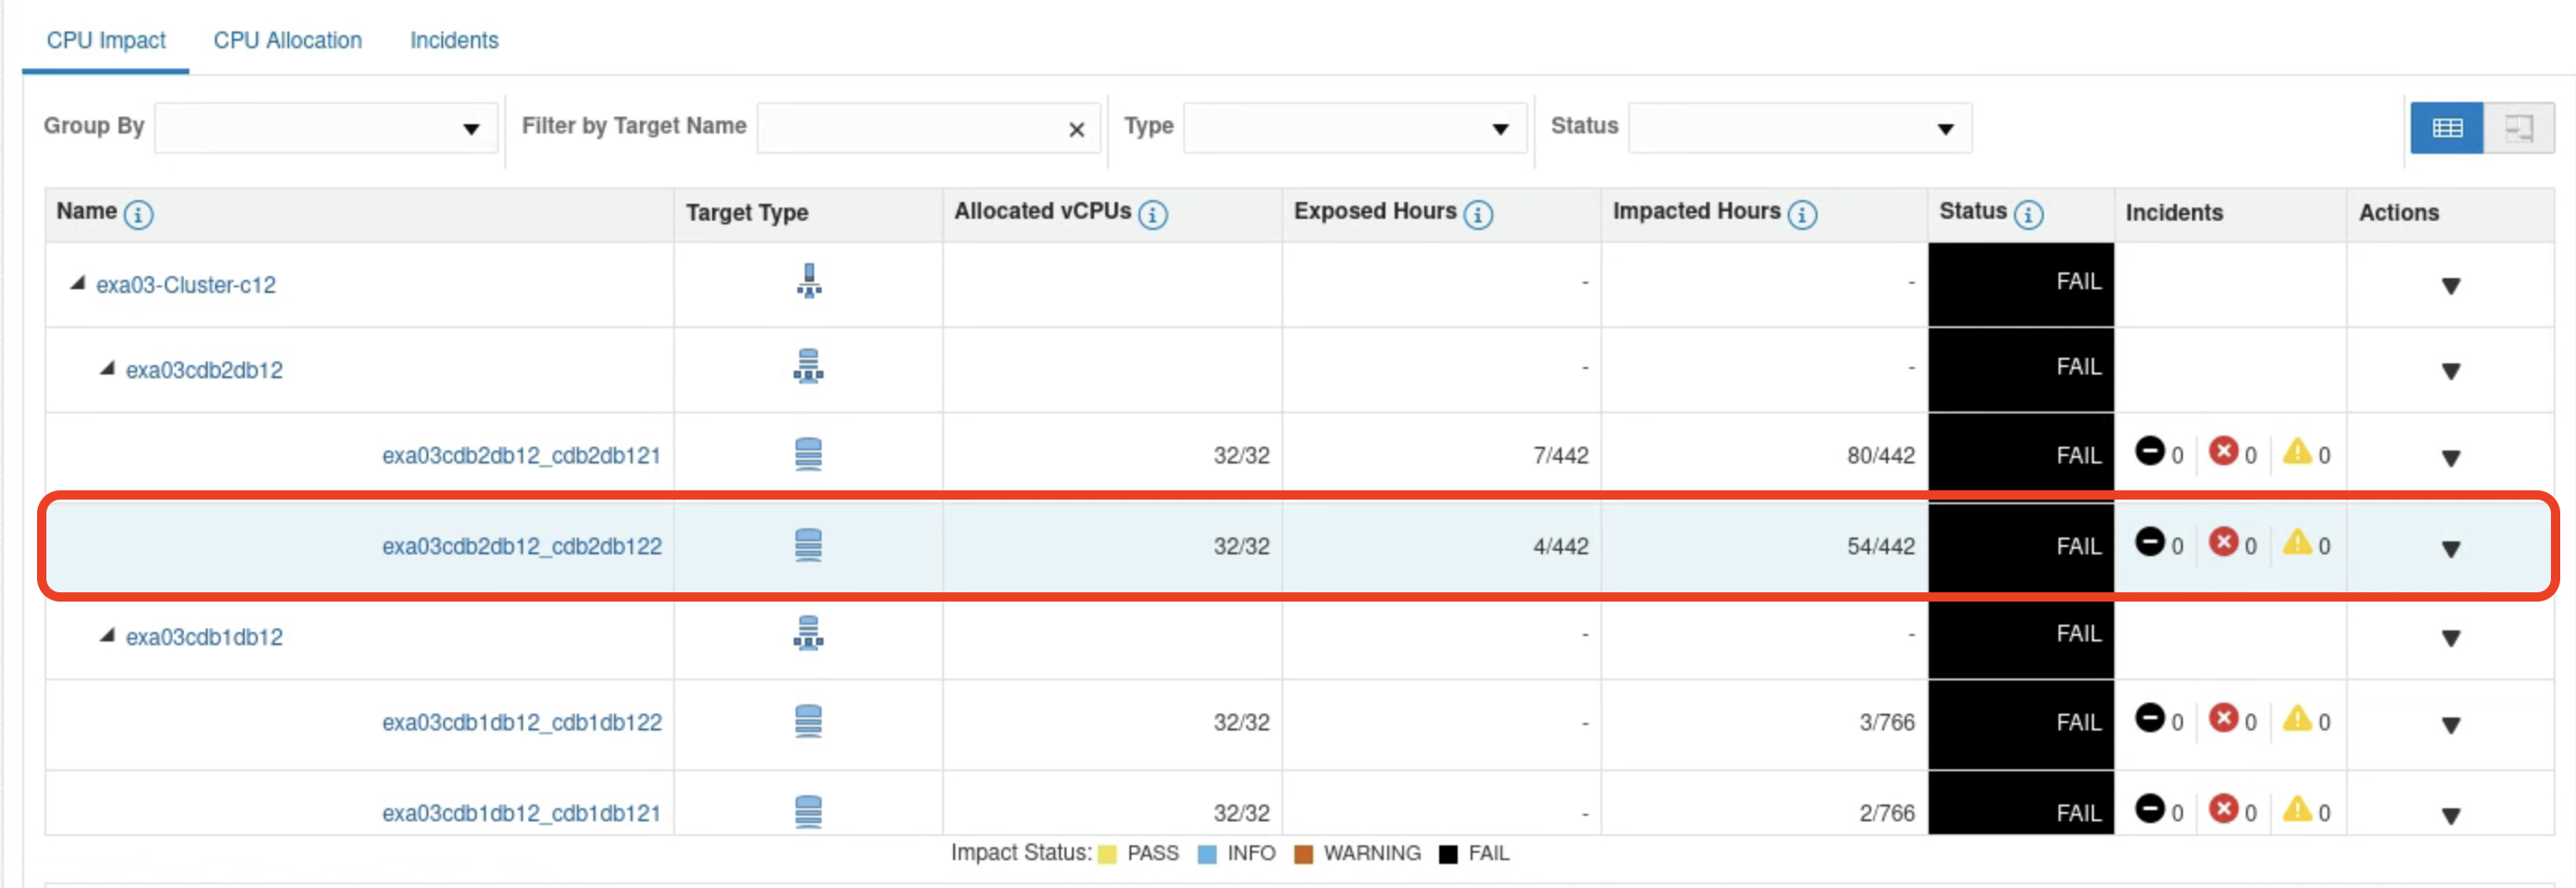 CPU Impact CPU Allocation Incidents
Group By Filter by Target Name Type Status
Name Target Type Allocated vCPUs Exposed Hours Impacted Hours Status Incidents Actions
exa03-Cluster-c12 - - FAIL
exa03cdb2db12 - - FAIL
exa03cdb2db12_cdb2db121 32/32 7/442 80/442 FAIL 0 0 0
exa03cdb2db12_cdb2db122 32/32 4/442 54/442 FAIL 0 0 0
exa03cdb1db12 - - FAIL
exa03cdb1db12_cdb1db122 32/32 - 3/766 FAIL 0 0 0
exa03cdb1db12_cdb1db121 32/32 - 2/766 FAIL 0 0 0
Impact Status: PASS INFO WARNING FAIL